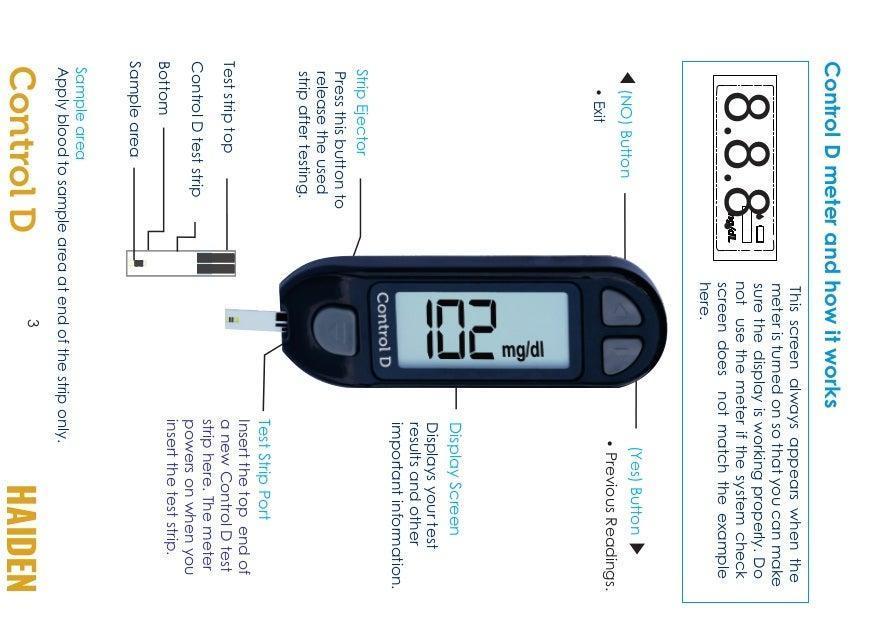 Control D meter and how it works
8.8.8
mg/dL
This screen always appears when the
meter is turned on so that you can make
sure the display is working properly. Do
not use the meter if the system check
screen does not match the example
here.
◀ (NO) Button
• Exit
(Yes) Button ▶
• Previous Readings.
102
mg/dl
Control D
Strip Ejector
Press this button to
release the used
strip after testing.
Display Screen
Displays your test
results and other
important information.
Test strip top
Control D test strip
Bottom
Sample area
Test Strip Port
Insert the top end of
a new Control D test
strip here. The meter
powers on when you
insert the test strip.
Sample area
Apply blood to sample area at end of the strip only.
Control D
3
HAIDEN